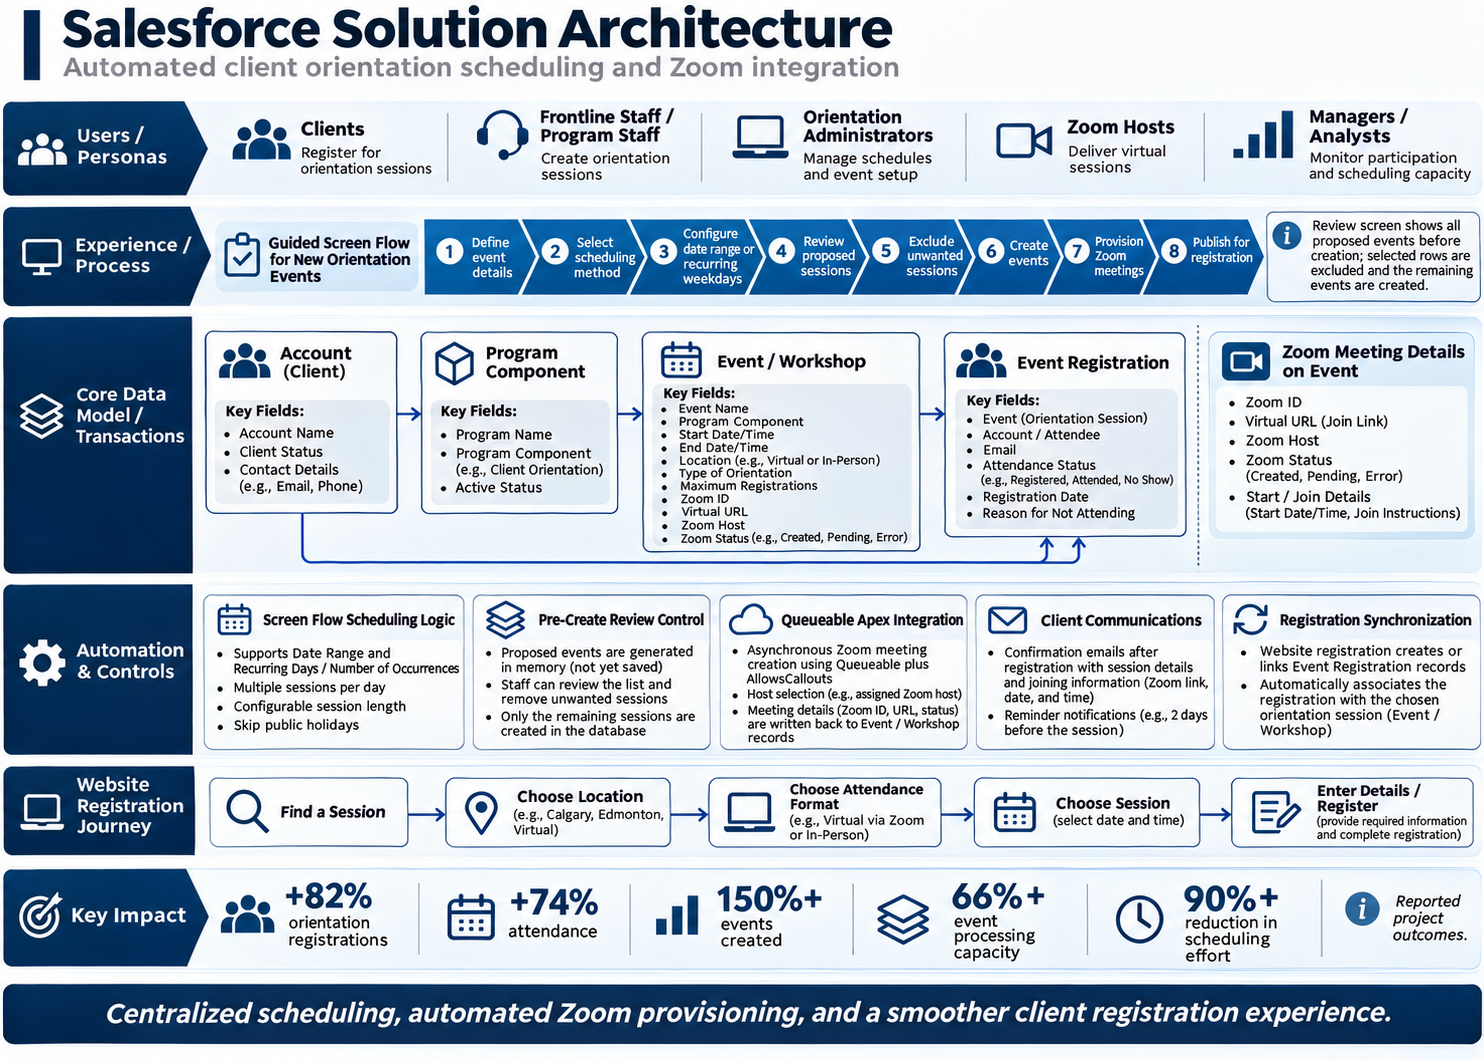 Salesforce Solution Architecture
Automated client orientation scheduling and Zoom integration
Users /
Personas
Clients
Register for
orientation sessions
Frontline Staff /
Program Staff
Create orientation
sessions
Orientation
Administrators
Manage schedules
and event setup
Zoom Hosts
Deliver virtual
sessions
Managers /
Analysts
Monitor participation
and scheduling capacity
Experience /
Process
Guided Screen Flow
for New Orientation
Events
1 Define
event
details
2 Select
scheduling
method
3 Configure
date range or
recurring
weekdays
4 Review
proposed
sessions
5 Exclude
unwanted
sessions
6 Create
events
7 Provision
Zoom
meetings
8 Publish for
registration
i Review screen shows all
proposed events before
creation; selected rows are
excluded and the remaining
events are created.
Core Data
Model /
Transactions
Account
(Client)
Key Fields:
• Account Name
• Client Status
• Contact Details
(e.g., Email, Phone)
Program
Component
Key Fields:
• Program Name
• Program Component
(e.g., Client Orientation)
• Active Status
Event / Workshop
Key Fields:
• Event Name
• Program Component
• Start Date/Time
• End Date/Time
• Location (e.g., Virtual or In-Person)
• Type of Orientation
• Maximum Registrations
• Zoom ID
• Virtual URL
• Zoom Host
• Zoom Status (e.g., Created, Pending, Error)
Event Registration
Key Fields:
• Event (Orientation Session)
• Account / Attendee
• Email
• Attendance Status
(e.g., Registered, Attended, No Show)
• Registration Date
• Reason for Not Attending
Zoom Meeting Details
on Event
• Zoom ID
• Virtual URL (Join Link)
• Zoom Host
• Zoom Status
(Created, Pending, Error)
• Start / Join Details
(Start Date/Time, Join Instructions)
Automation
& Controls
Screen Flow Scheduling Logic
• Supports Date Range and
Recurring Days / Number of Occurrences
• Multiple sessions per day
• Configurable session length
• Skip public holidays
Pre-Create Review Control
• Proposed events are generated
in memory (not yet saved)
• Staff can review the list and
remove unwanted sessions
• Only the remaining sessions are
created in the database
Queueable Apex Integration
• Asynchronous Zoom meeting
creation using Queueable plus
AllowsCallouts
• Host selection (e.g., assigned Zoom host)
• Meeting details (Zoom ID, URL, status)
are written back to Event / Workshop
records
Client Communications
• Confirmation emails after
registration with session details
and joining information (Zoom link,
date, and time)
• Reminder notifications (e.g., 2 days
before the session)
Registration Synchronization
• Website registration creates or
links Event Registration records
• Automatically associates the
registration with the chosen
orientation session (Event /
Workshop)
Website
Registration
Journey
Find a Session
Choose Location
(e.g., Calgary, Edmonton,
Virtual)
Choose Attendance
Format
(e.g., Virtual via Zoom
or In-Person)
Choose Session
(select date and time)
Enter Details /
Register
(provide required information
and complete registration)
Key Impact
+82%
orientation
registrations
+74%
attendance
150%+
events
created
66%+
event
processing
capacity
90%+
reduction in
scheduling
effort
i Reported
project
outcomes.
Centralized scheduling, automated Zoom provisioning, and a smoother client registration experience.